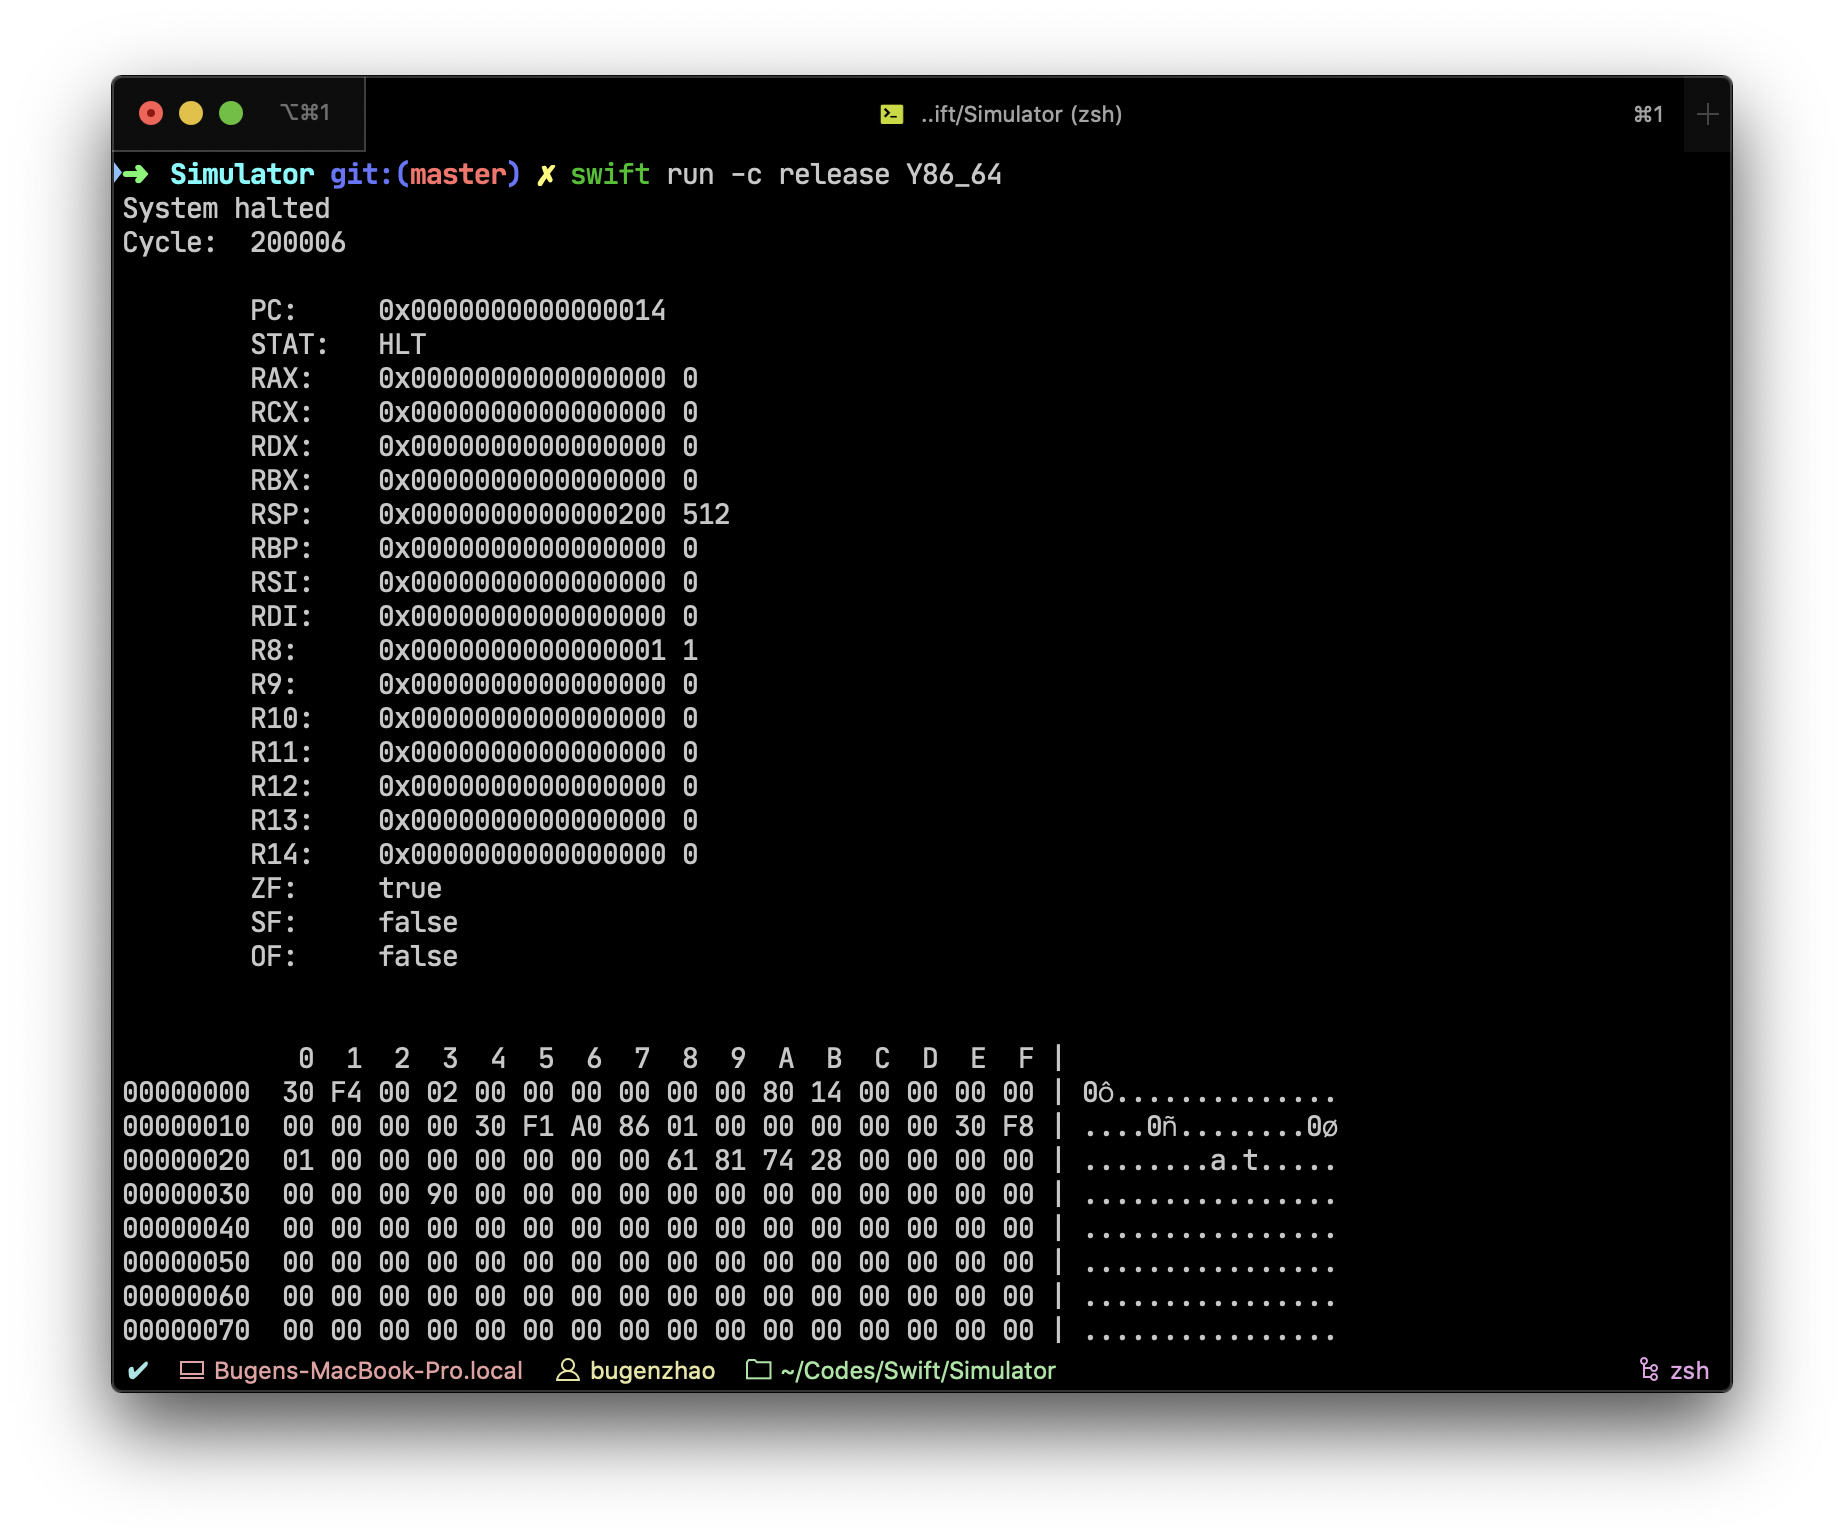 ⌥⌘1 ..ift/Simulator (zsh) ⌘1 +
➜ Simulator git:(master) ✗ swift run -c release Y86_64
System halted
Cycle: 200006
PC: 0x0000000000000014
STAT: HLT
RAX: 0x0000000000000000 0
RCX: 0x0000000000000000 0
RDX: 0x0000000000000000 0
RBX: 0x0000000000000000 0
RSP: 0x0000000000000200 512
RBP: 0x0000000000000000 0
RSI: 0x0000000000000000 0
RDI: 0x0000000000000000 0
R8: 0x0000000000000001 1
R9: 0x0000000000000000 0
R10: 0x0000000000000000 0
R11: 0x0000000000000000 0
R12: 0x0000000000000000 0
R13: 0x0000000000000000 0
R14: 0x0000000000000000 0
ZF: true
SF: false
OF: false
0 1 2 3 4 5 6 7 8 9 A B C D E F |
00000000 30 F4 00 02 00 00 00 00 00 00 80 14 00 00 00 00 | 0ô..............
00000010 00 00 00 00 30 F1 A0 86 01 00 00 00 00 00 30 F8 | ....0ñ........0ø
00000020 01 00 00 00 00 00 00 00 61 81 74 28 00 00 00 00 | ........a.t.....
00000030 00 00 00 90 00 00 00 00 00 00 00 00 00 00 00 00 | ................
00000040 00 00 00 00 00 00 00 00 00 00 00 00 00 00 00 00 | ................
00000050 00 00 00 00 00 00 00 00 00 00 00 00 00 00 00 00 | ................
00000060 00 00 00 00 00 00 00 00 00 00 00 00 00 00 00 00 | ................
00000070 00 00 00 00 00 00 00 00 00 00 00 00 00 00 00 00 | ................
✔ Bugens-MacBook-Pro.local bugenzhao ~/Codes/Swift/Simulator zsh